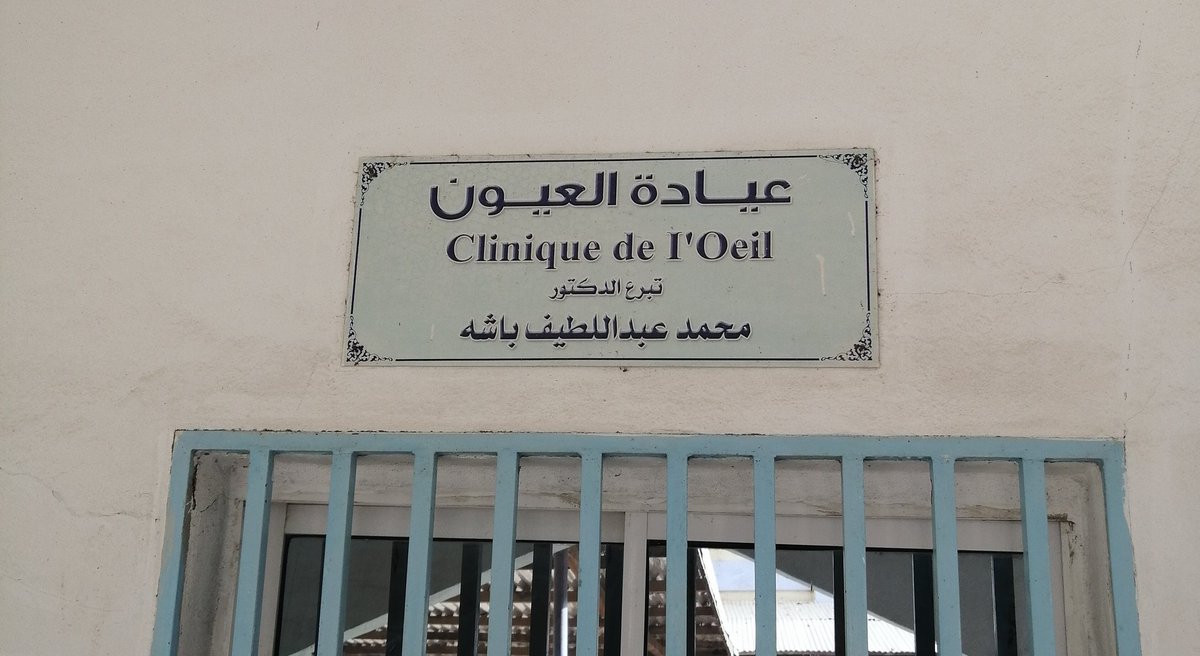 عيادة العيون
Clinique de l'Oeil
تبرع الدكتور
محمد عبداللطيف باشه